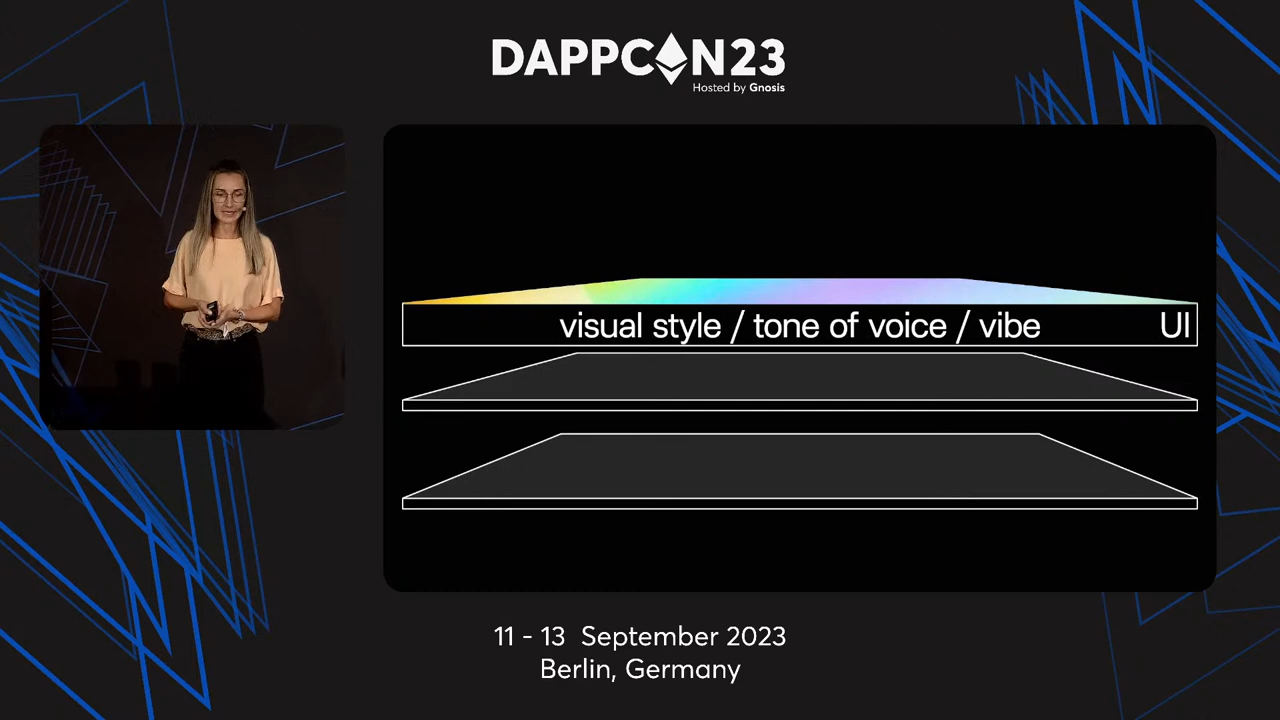 DAPPCON23
Hosted by Gnosis
visual style / tone of voice / vibe UI
11 - 13 September 2023
Berlin, Germany